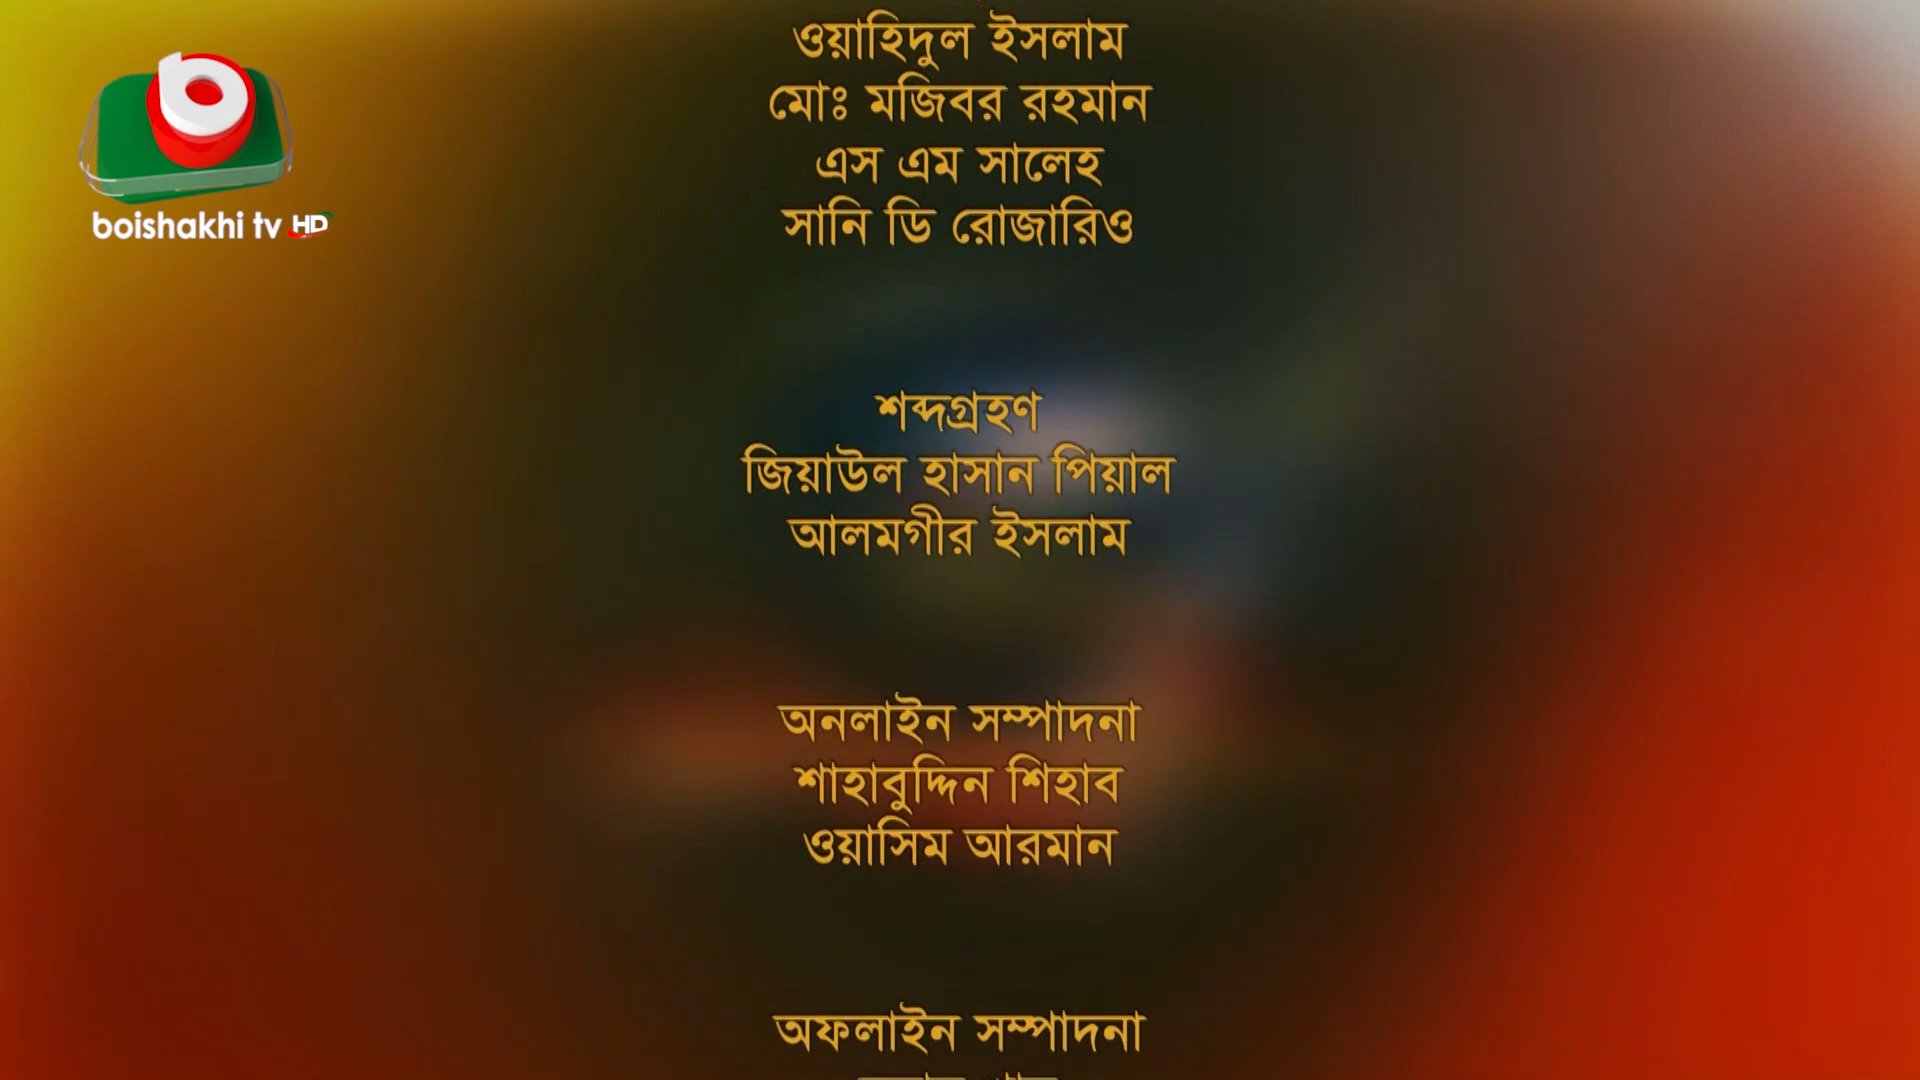 ওয়াহিদুল ইসলাম
মোঃ মজিবর রহমান
এস এম সালেহ
সানি ডি রোজারিও
boishakhi tv HD
শব্দগ্রহণ
জিয়াউল হাসান পিয়াল
আলমগীর ইসলাম
অনলাইন সম্পাদনা
শাহাবুদ্দিন শিহাব
ওয়াসিম আরমান
অফলাইন সম্পাদনা